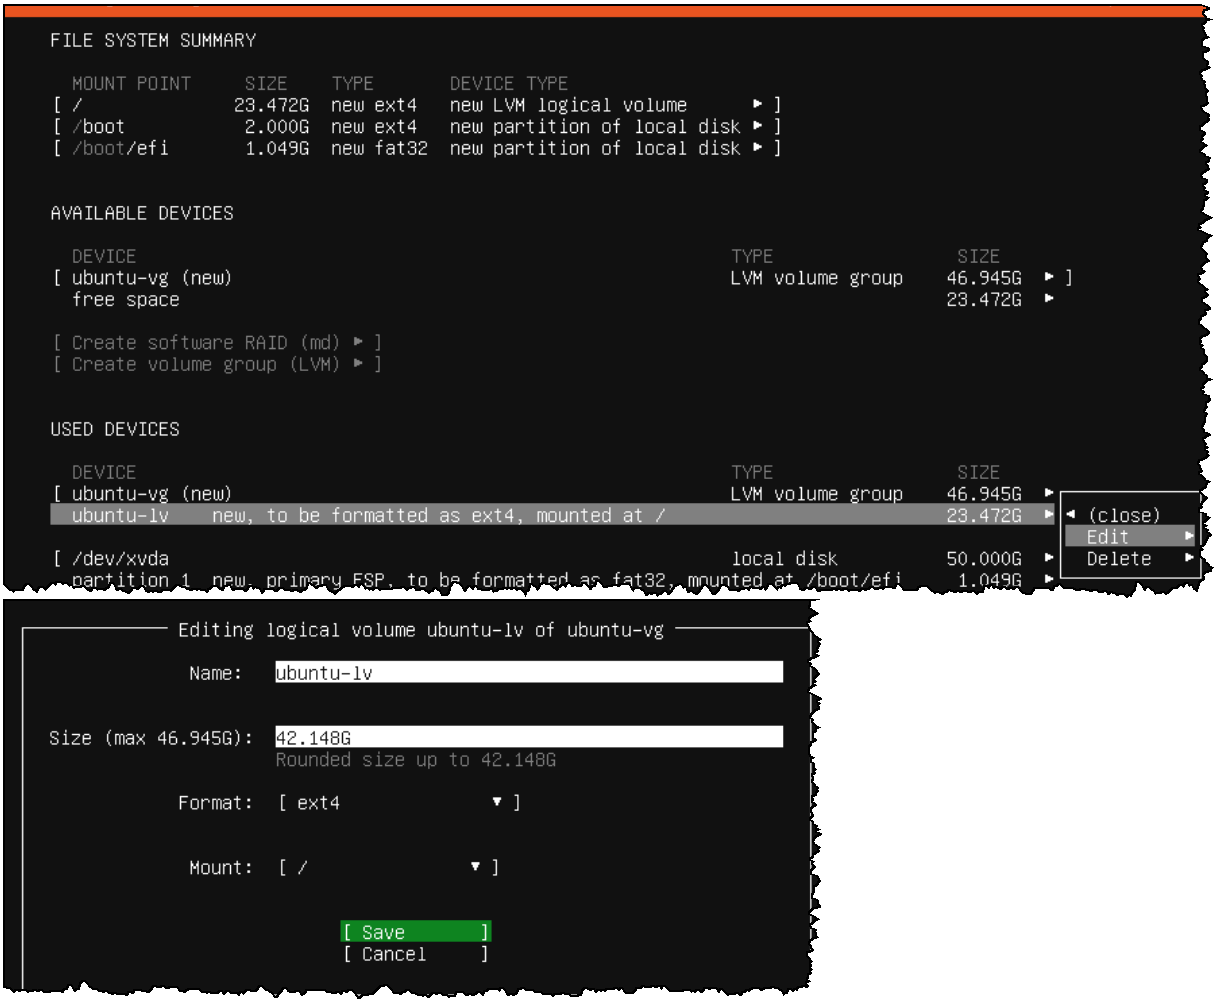 FILE SYSTEM SUMMARY
MOUNT POINT SIZE TYPE DEVICE TYPE
[ / 23.472G new ext4 new LVM logical volume ▸ ]
[ /boot 2.000G new ext4 new partition of local disk ▸ ]
[ /boot/efi 1.049G new fat32 new partition of local disk ▸ ]
AVAILABLE DEVICES
DEVICE TYPE SIZE
[ ubuntu-vg (new) LVM volume group 46.945G ▸ ]
free space 23.472G ▸
[ Create software RAID (md) ▸ ]
[ Create volume group (LVM) ▸ ]
USED DEVICES
DEVICE TYPE SIZE
[ ubuntu-vg (new) LVM volume group 46.945G ▸
ubuntu-lv new, to be formatted as ext4, mounted at / 23.472G ▸ ◂ (close)
Edit ▸
[ /dev/xvda local disk 50.000G ▸ Delete ▸
partition 1 new, primary ESP, to be formatted as fat32, mounted at /boot/efi 1.049G ▸
Editing logical volume ubuntu-lv of ubuntu-vg
Name: ubuntu-lv
Size (max 46.945G): 42.148G
Rounded size up to 42.148G
Format: [ ext4 ▾ ]
Mount: [ / ▾ ]
[ Save ]
[ Cancel ]